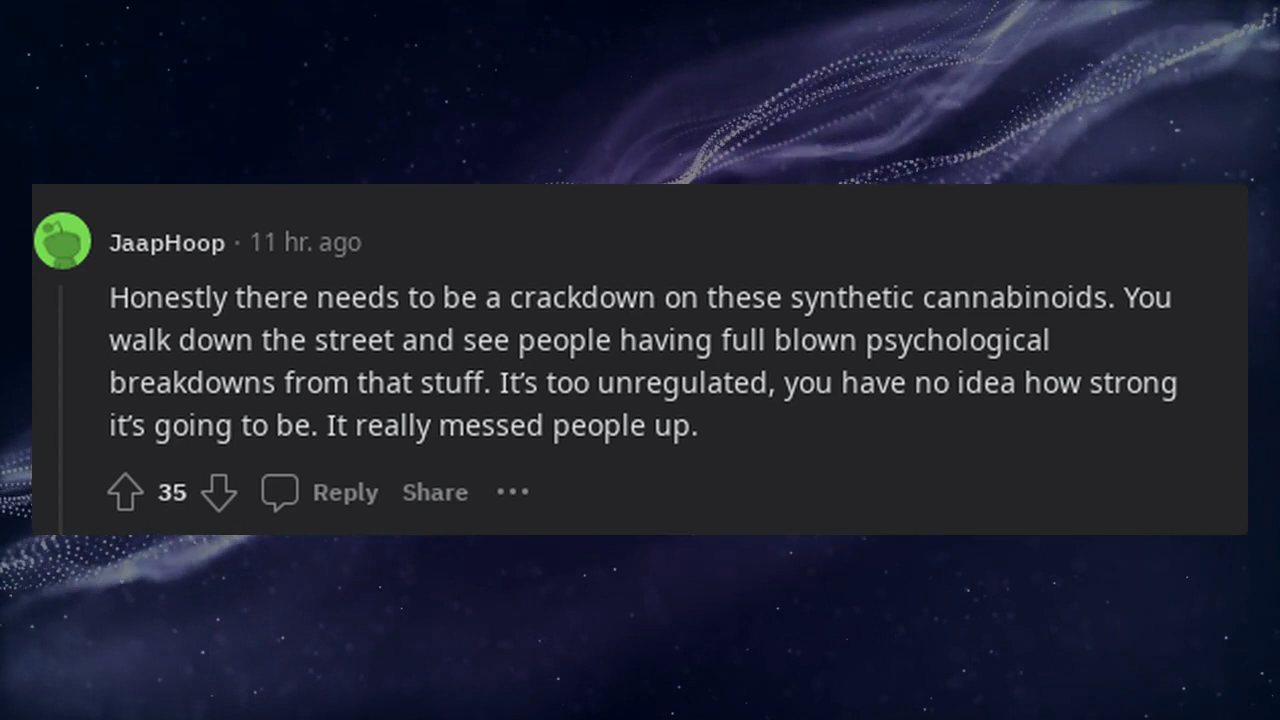 JaapHoop · 11 hr. ago
Honestly there needs to be a crackdown on these synthetic cannabinoids. You
walk down the street and see people having full blown psychological
breakdowns from that stuff. It’s too unregulated, you have no idea how strong
it’s going to be. It really messed people up.
35 Reply Share